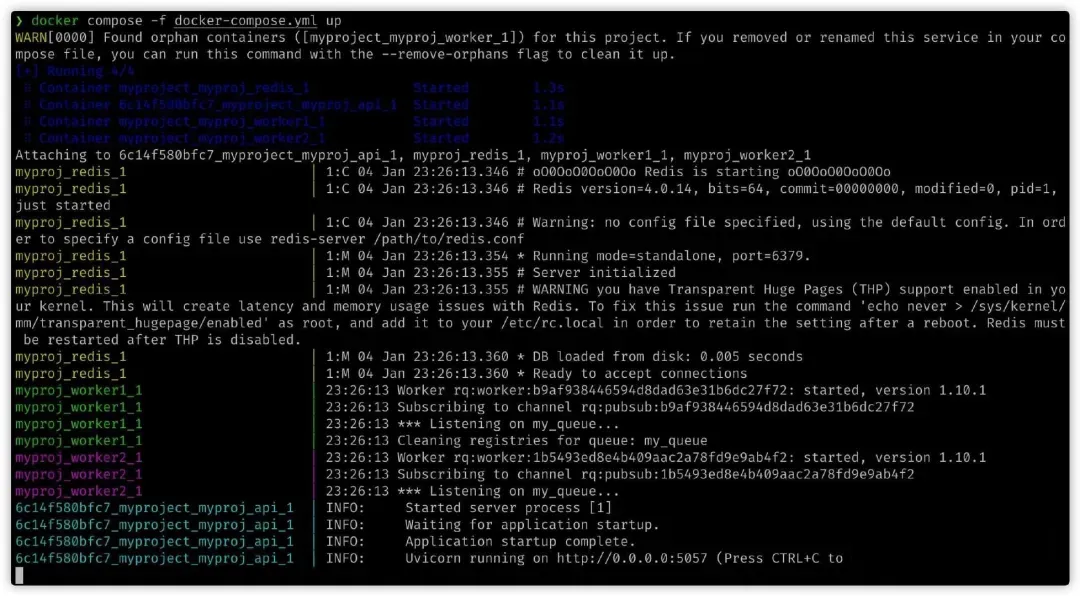 ❯ docker compose -f docker-compose.yml up
WARN[0000] Found orphan containers ([myproject_myproj_worker_1]) for this project. If you removed or renamed this service in your co
mpose file, you can run this command with the --remove-orphans flag to clean it up.
[+] Running 4/4
⠿ Container myproject_myproj_redis_1 Started 1.3s
⠿ Container 6c14f580bfc7_myproject_myproj_api_1 Started 1.1s
⠿ Container myproject_myproj_worker1_1 Started 1.1s
⠿ Container myproject_myproj_worker2_1 Started 1.2s
Attaching to 6c14f580bfc7_myproject_myproj_api_1, myproj_redis_1, myproj_worker1_1, myproj_worker2_1
myproj_redis_1 | 1:C 04 Jan 23:26:13.346 # oO0OoO0OoO0Oo Redis is starting oO0OoO0OoO0Oo
myproj_redis_1 | 1:C 04 Jan 23:26:13.346 # Redis version=4.0.14, bits=64, commit=00000000, modified=0, pid=1,
just started
myproj_redis_1 | 1:C 04 Jan 23:26:13.346 # Warning: no config file specified, using the default config. In ord
er to specify a config file use redis-server /path/to/redis.conf
myproj_redis_1 | 1:M 04 Jan 23:26:13.354 * Running mode=standalone, port=6379.
myproj_redis_1 | 1:M 04 Jan 23:26:13.355 # Server initialized
myproj_redis_1 | 1:M 04 Jan 23:26:13.355 # WARNING you have Transparent Huge Pages (THP) support enabled in yo
ur kernel. This will create latency and memory usage issues with Redis. To fix this issue run the command 'echo never > /sys/kernel/
mm/transparent_hugepage/enabled' as root, and add it to your /etc/rc.local in order to retain the setting after a reboot. Redis must
be restarted after THP is disabled.
myproj_redis_1 | 1:M 04 Jan 23:26:13.360 * DB loaded from disk: 0.005 seconds
myproj_redis_1 | 1:M 04 Jan 23:26:13.360 * Ready to accept connections
myproj_worker1_1 | 23:26:13 Worker rq:worker:b9af938446594d8dad63e31b6dc27f72: started, version 1.10.1
myproj_worker1_1 | 23:26:13 Subscribing to channel rq:pubsub:b9af938446594d8dad63e31b6dc27f72
myproj_worker1_1 | 23:26:13 *** Listening on my_queue...
myproj_worker1_1 | 23:26:13 Cleaning registries for queue: my_queue
myproj_worker2_1 | 23:26:13 Worker rq:worker:1b5493ed8e4b409aac2a78fd9e9ab4f2: started, version 1.10.1
myproj_worker2_1 | 23:26:13 Subscribing to channel rq:pubsub:1b5493ed8e4b409aac2a78fd9e9ab4f2
myproj_worker2_1 | 23:26:13 *** Listening on my_queue...
6c14f580bfc7_myproject_myproj_api_1 | INFO: Started server process [1]
6c14f580bfc7_myproject_myproj_api_1 | INFO: Waiting for application startup.
6c14f580bfc7_myproject_myproj_api_1 | INFO: Application startup complete.
6c14f580bfc7_myproject_myproj_api_1 | INFO: Uvicorn running on http://0.0.0.0:5057 (Press CTRL+C to